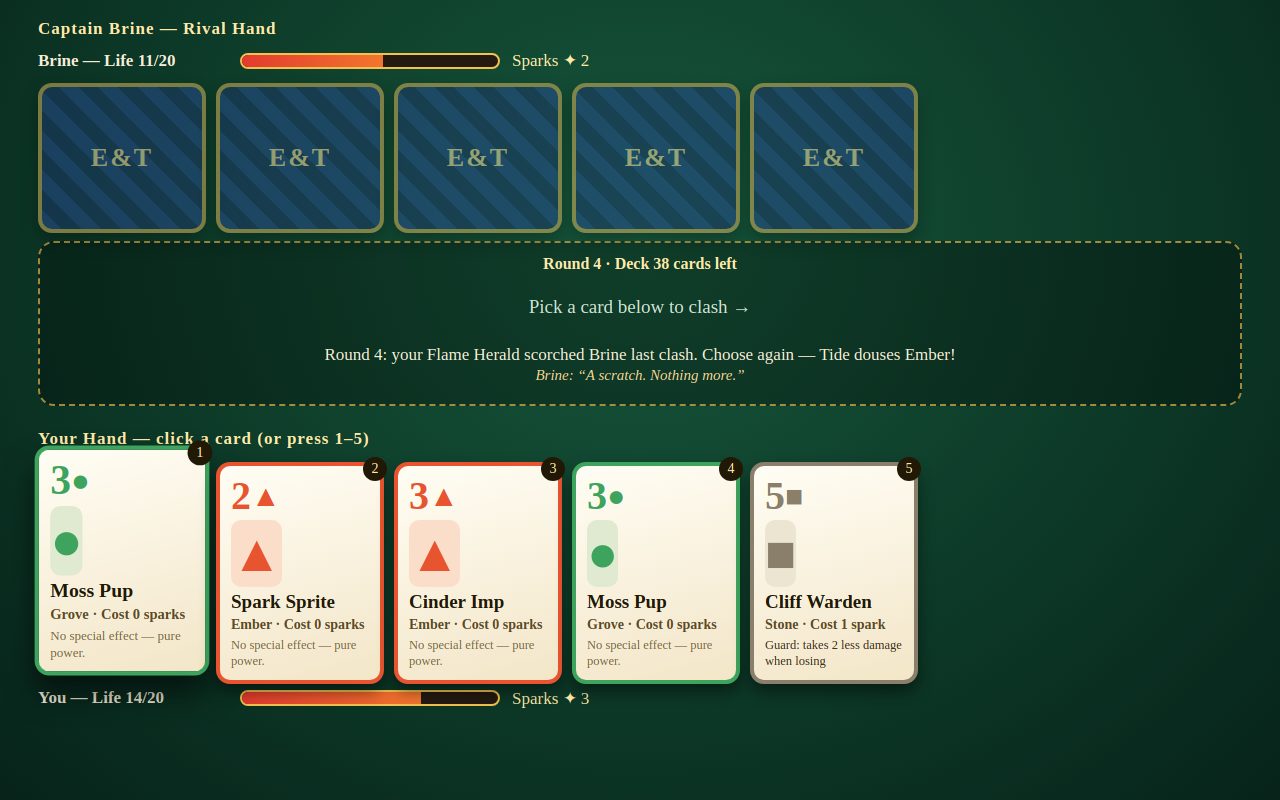 Captain Brine — Rival Hand
Brine — Life 11/20
Sparks ✦ 2
E&T
E&T
E&T
E&T
E&T
Round 4 · Deck 38 cards left
Pick a card below to clash →
Round 4: your Flame Herald scorched Brine last clash. Choose again — Tide douses Ember!
Brine: “A scratch. Nothing more.”
Your Hand — click a card (or press 1–5)
1
3●
●
Moss Pup
Grove · Cost 0 sparks
No special effect — pure
power.
2
2▲
▲
Spark Sprite
Ember · Cost 0 sparks
No special effect — pure
power.
3
3▲
▲
Cinder Imp
Ember · Cost 0 sparks
No special effect — pure
power.
4
3●
●
Moss Pup
Grove · Cost 0 sparks
No special effect — pure
power.
5
5■
■
Cliff Warden
Stone · Cost 1 spark
Guard: takes 2 less damage
when losing
You — Life 14/20
Sparks ✦ 3